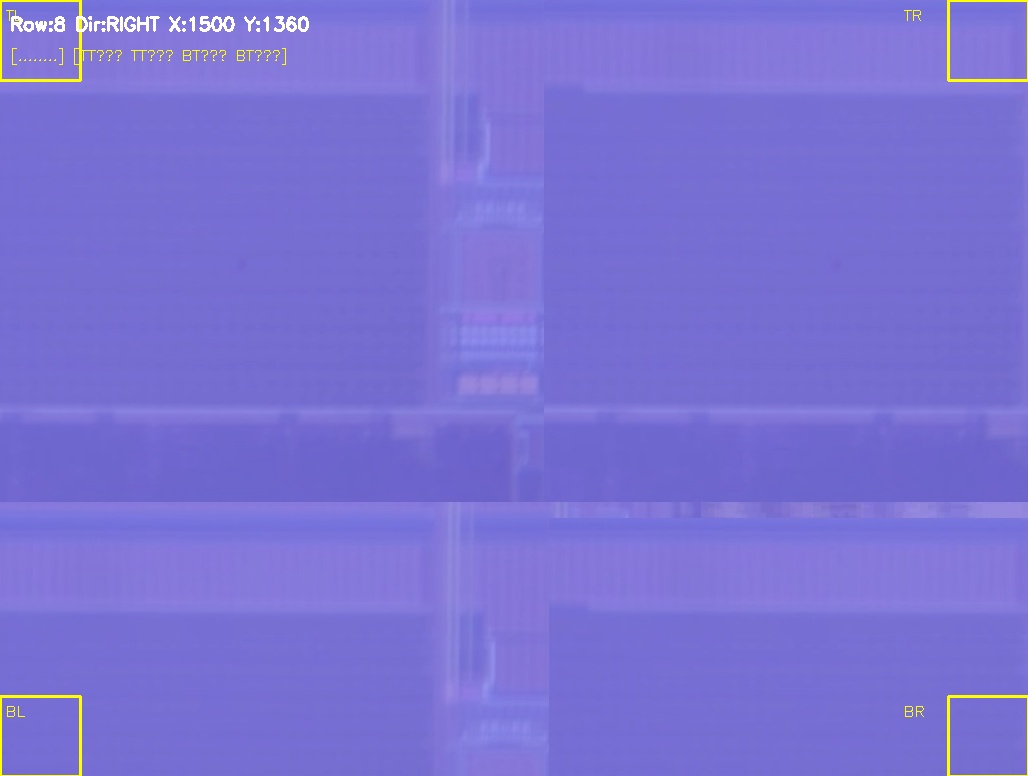 TL
Row:8 Dir:RIGHT X:1500 Y:1360
[........] [TT??? TT??? BT??? BT???]
TR
BL
BR